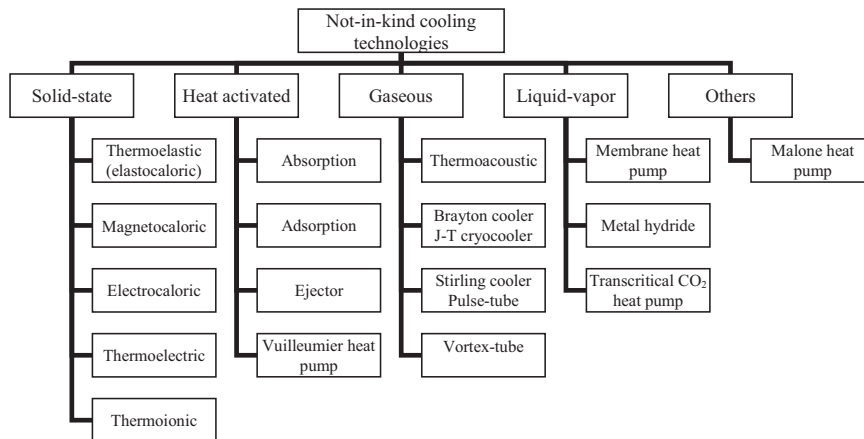 Not-in-kind cooling
technologies
Solid-state
Heat activated
Gaseous
Liquid-vapor
Others
Thermoelastic
(elastocaloric)
Magnetocaloric
Electrocaloric
Thermoelectric
Thermoionic
Absorption
Adsorption
Ejector
Vuilleumier heat
pump
Thermoacoustic
Brayton cooler
J-T cryocooler
Stirling cooler
Pulse-tube
Vortex-tube
Membrane heat
pump
Metal hydride
Transcritical CO₂
heat pump
Malone heat
pump